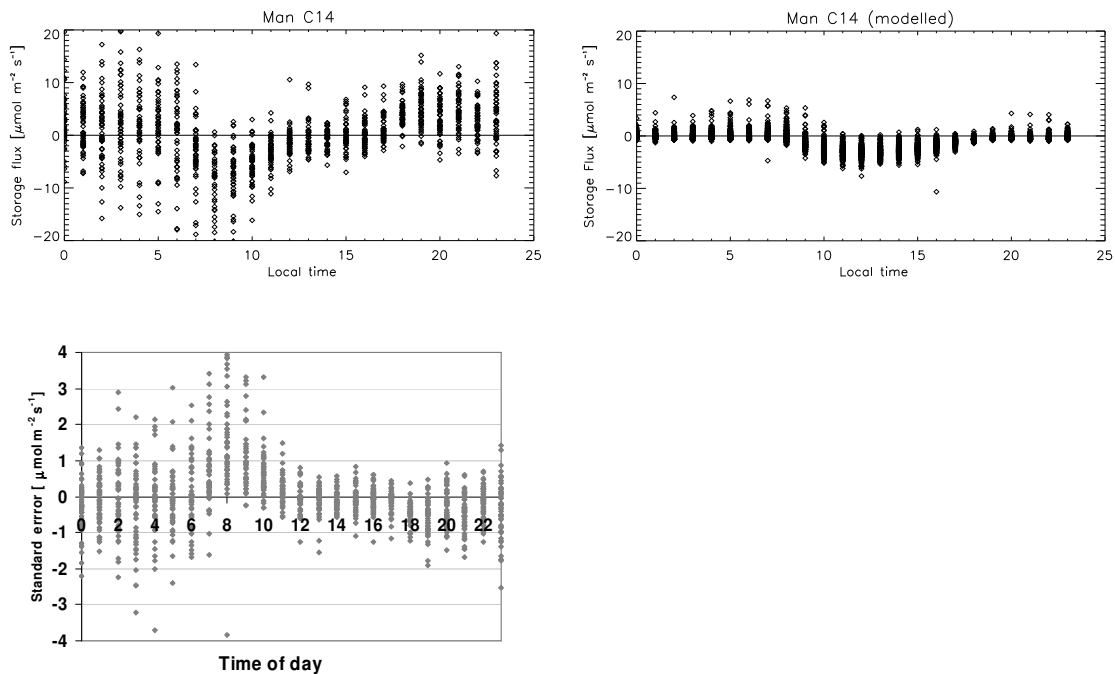 Man C14
Storage flux [μmol m⁻² s⁻¹]
20
10
0
−10
−20
0 5 10 15 20 25
Local time
Man C14 (modelled)
Storage Flux [μmol m⁻² s⁻¹]
20
10
0
−10
−20
0 5 10 15 20 25
Local time
Standard errror [ μ mol m⁻² s⁻¹]
4
3
2
1
0
-1
-2
-3
-4
0 2 4 6 8 10 12 14 16 18 20 22
Time of day